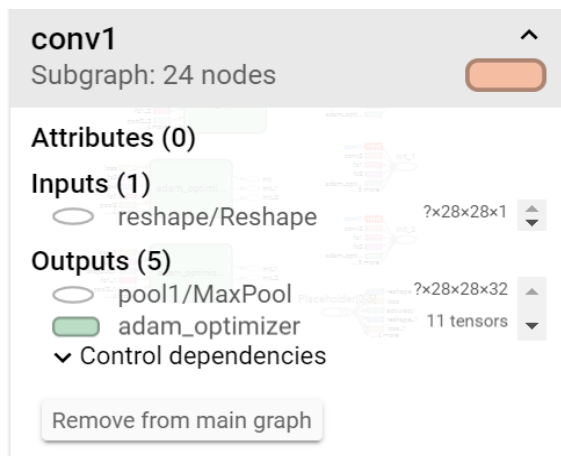 conv1
Subgraph: 24 nodes
Attributes (0)
Inputs (1)
reshape/Reshape ?×28×28×1
Outputs (5)
pool1/MaxPool ?×28×28×32
adam_optimizer 11 tensors
Control dependencies
Remove from main graph